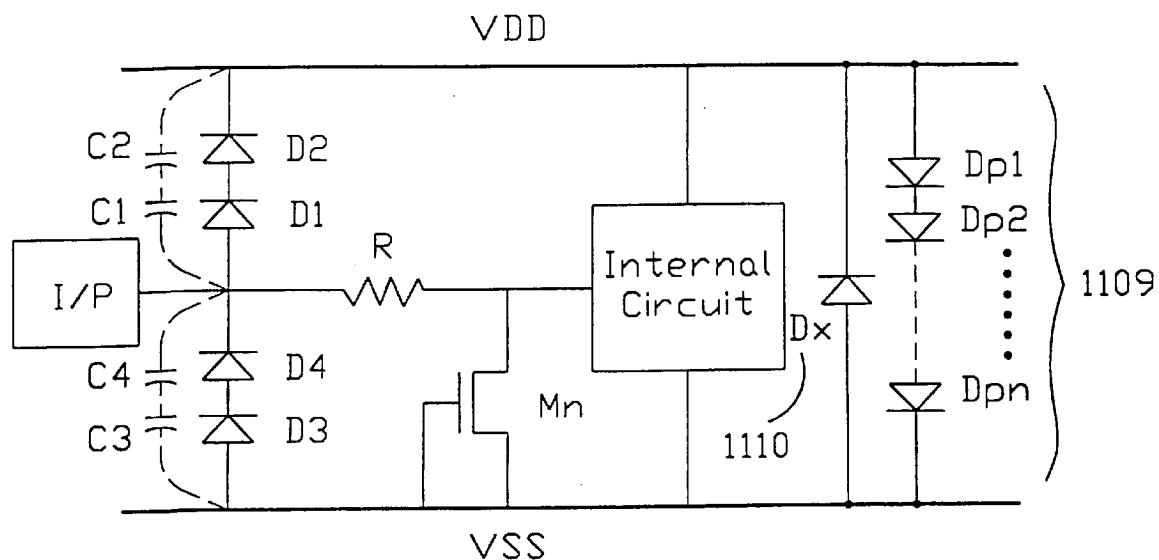 VDD
C2
D2
C1
D1
I/P
R
Internal
Circuit
Dp1
Dp2
1109
C4
D4
Dx
C3
D3
Mn
Dpn
1110
VSS